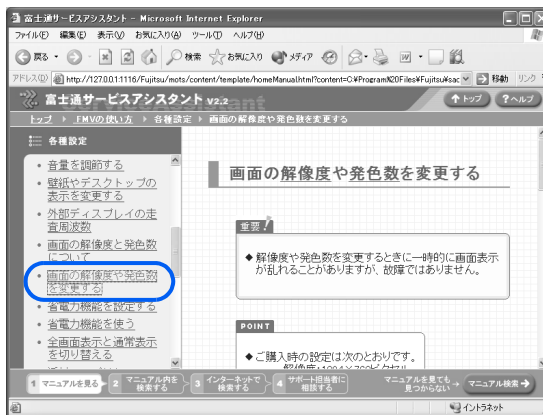 富士通サービスアシスタント - Microsoft Internet Explorer
ファイル(F) 編集(E) 表示(V) お気に入り(A) ツール(T) ヘルプ(H)
戻る 検索 お気に入り メディア
アドレス(D) http://127.0.0.1:1116/Fujitsu/mots/content/template/homeManual.html?content=C:¥Program%20Files¥Fujitsu¥sac 移動 リンク
富士通サービスアシスタント V2.2
トップ ?ヘルプ
トップ FMVの使い方 各種設定 画面の解像度や発色数を変更する
各種設定
音量を調節する
壁紙やデスクトップの
表示を変更する
外部ディスプレイの走
査周波数
画面の解像度と発色数
について
画面の解像度や発色数
を変更する
省電力機能を設定する
省電力機能を使う
全画面表示と通常表示
を切り替える
画面の解像度や発色数を変更する
重要!
◆解像度や発色数を変更するときに一時的に画面表示
が乱れることがありますが、故障ではありません。
POINT
◆ご購入時の設定は次のとおりです。
1 マニュアルを見る
2 マニュアル内を
検索する
3 インターネットで
検索する
4 サポート担当者に
相談する
マニュアルを見ても
見つからない→
マニュアル検索
イントラネット